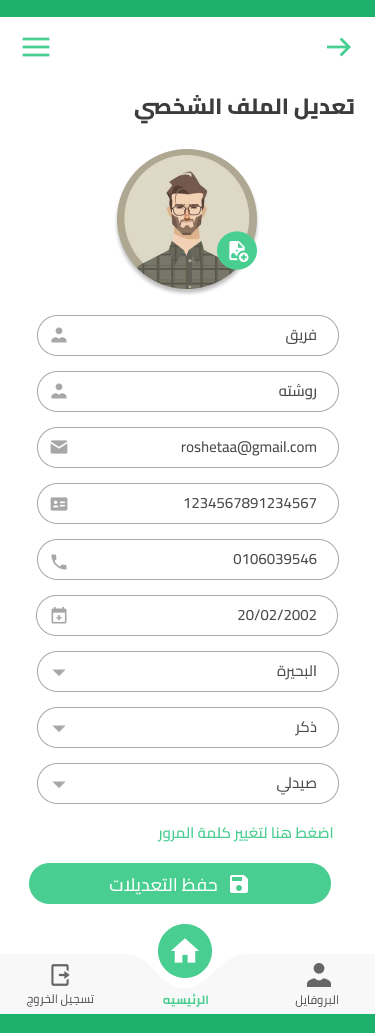 تعديل الملف الشخصي
فريق
روشته
roshetaa@gmail.com
1234567891234567
0106039546
20/02/2002
البحيرة
ذكر
صيدلي
اضغط هنا لتغيير كلمة المرور
حفظ التعديلات
البروفايل
الرئيسيه
تسجيل الخروج